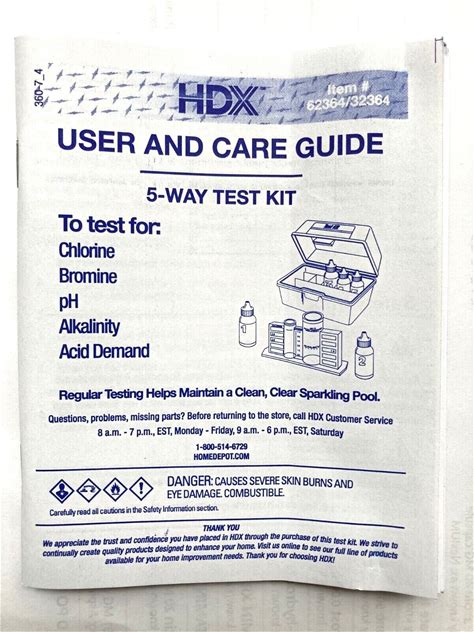 360-7_4
HDX™
Item #
62364/32364
USER AND CARE GUIDE
5-WAY TEST KIT
To test for:
Chlorine
Bromine
pH
Alkalinity
Acid Demand
2
Regular Testing Helps Maintain a Clean, Clear Sparkling Pool.
Questions, problems, missing parts? Before returning to the store, call HDX Customer Service
8 a.m. - 7 p.m., EST, Monday - Friday, 9 a.m. - 6 p.m., EST, Saturday
1-800-514-6729
HOMEDEPOT.COM
DANGER: CAUSES SEVERE SKIN BURNS AND
EYE DAMAGE. COMBUSTIBLE.
Carefully read all cautions in the Safety Information section.
THANK YOU
We appreciate the trust and confidence you have placed in HDX through the purchase of this test kit. We strive to
continually create quality products designed to enhance your home. Visit us online to see our full line of products
available for your home improvement needs. Thank you for choosing HDX!